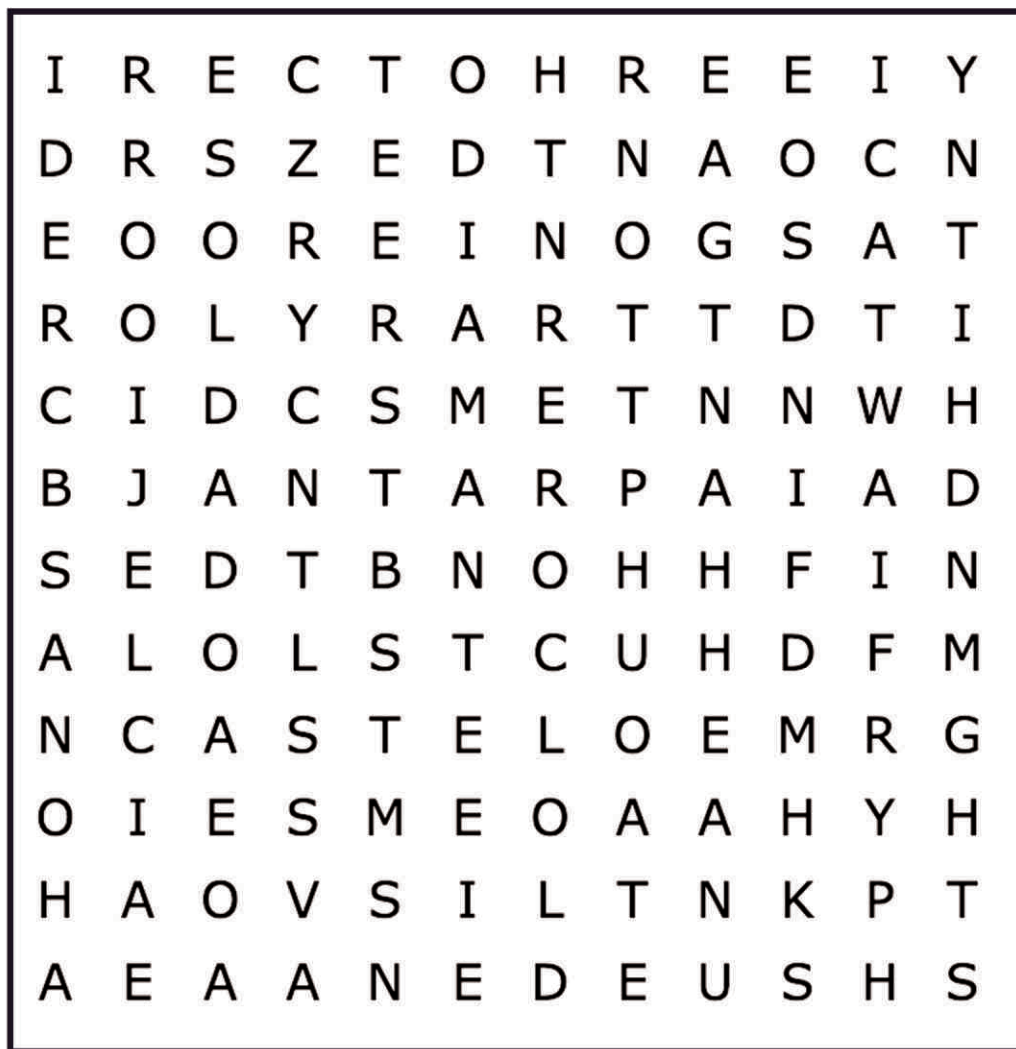 I R E C T O H R E E I Y
D R S Z E D T N A O C N
E O O R E I N O G S A T
R O L Y R A R T T D T I
C I D C S M E T N N W H
B J A N T A R P A I A D
S E D T B N O H H F I N
A L O L S T C U H D F M
N C A S T E L O E M R G
O I E S M E O A A H Y H
H A O V S I L T N K P T
A E A A N E D E U S H S